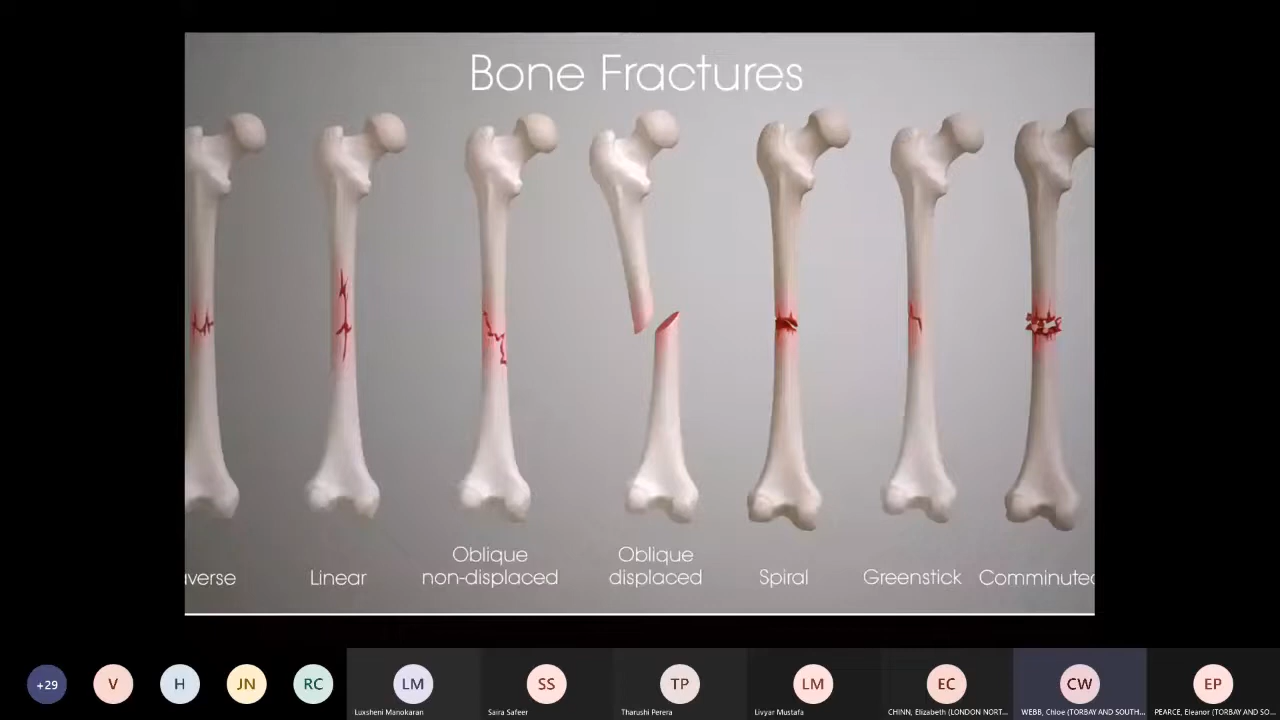 Bone Fractures
Oblique Oblique
averse Linear non-displaced displaced Spiral Greenstick Comminuted
+29 V H JN RC LM SS TP LM EC CW EP
Luxsheni Manokaran Saira Safeer Tharushi Perera Livyar Mustafa CHINN, Elizabeth (LONDON NORT... WEBB, Chloe (TORBAY AND SOUTH... PEARCE, Eleanor (TORBAY AND SO...